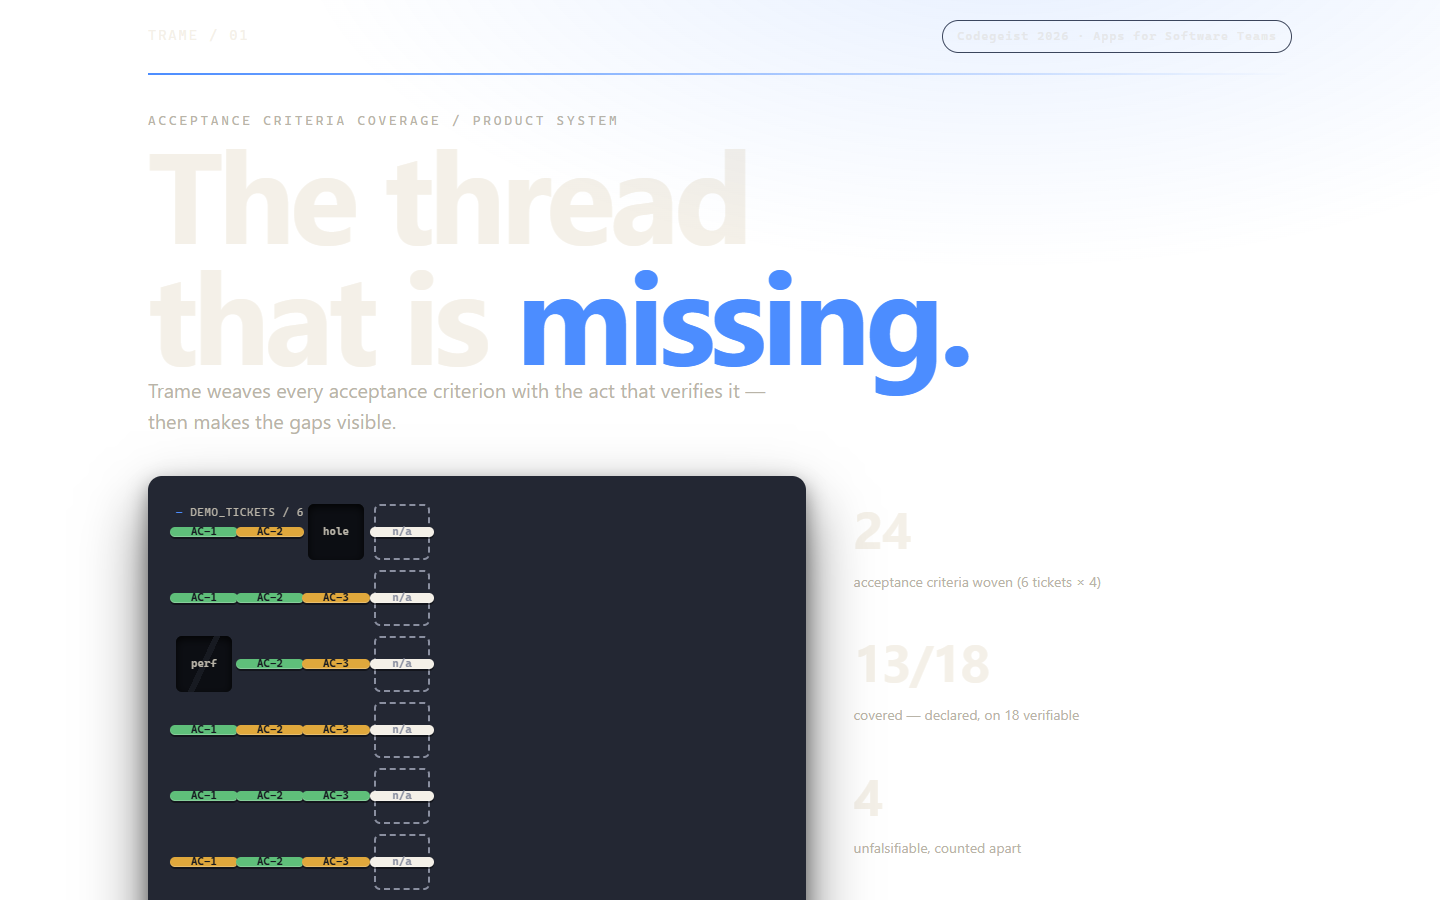 TRAME / 01
Codegeist 2026 · Apps for Software Teams
ACCEPTANCE CRITERIA COVERAGE / PRODUCT SYSTEM
The thread
that is missing.
Trame weaves every acceptance criterion with the act that verifies it —
then makes the gaps visible.
— DEMO_TICKETS / 6
AC-1 AC-2 hole n/a
AC-1 AC-2 AC-3 n/a
perf AC-2 AC-3 n/a
AC-1 AC-2 AC-3 n/a
AC-1 AC-2 AC-3 n/a
AC-1 AC-2 AC-3 n/a
24
acceptance criteria woven (6 tickets × 4)
13/18
covered — declared, on 18 verifiable
4
unfalsifiable, counted apart